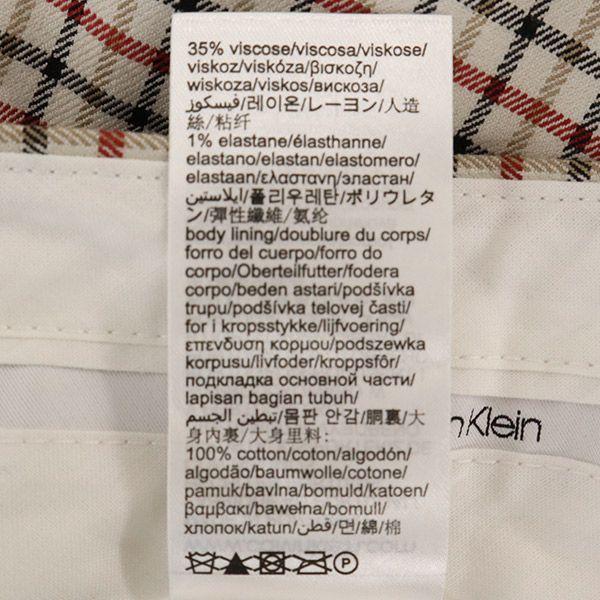 35% viscose/viscosa/viskose/
viskoz/viskóza/βισκοζη/
wiskoza/viskos/вискоза/
فيسكوز/레이온/レーヨン/人造
絲/粘纤
1% elastane/élasthanne/
elastano/elastan/elastomero/
elastaan/ελαστανη/эластан/
ايلاستين/폴리우레탄/ポリウレタ
ン/彈性纖維/氨纶
body lining/doublure du corps/
forro del cuerpo/forro do
corpo/Oberteilfutter/fodera
corpo/beden astari/podšívka
trupu/podšívka telovej časti/
for i kropsstykke/lijfvoering/
επενδυση κορμου/podszewka
korpusu/livfoder/kroppsfôr/
подкладка основной части/
lapisan bagian tubuh/
تبطين الجسم/몸판 안감/胴裏/大
身內裏/大身里料:
100% cotton/coton/algodón/
algodão/baumwolle/cotone/
pamuk/bavlna/bomuld/katoen/
βαμβακι/bawełna/bomull/
хлопок/katun/قطن/면/綿/棉
P
Klein